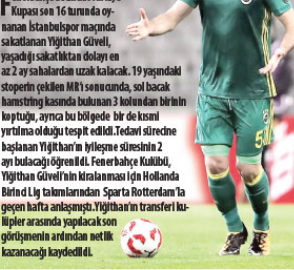 Kupası son 16 turunda oy-
nanan İstanbulspor maçında
sakatlanan Yiğithan Güveli,
yaşadığı sakatlıktan dolayı en
az 2 ay sahalardan uzak kalacak. 19 yaşındaki
stoperin çekilen MR'ı sonucunda, sol bacak
hamstring kasında bulunan 3 kolundan birinin
koptuğu, ayrıca bu bölgede bir de kısmi
yırtılma olduğu tespit edildi.Tedavi sürecine
başlanan Yiğithan'ın iyileşme süresinin 2
ayı bulacağı öğrenildi. Fenerbahçe Kulübü,
Yiğithan Güveli'nin kiralanması için Hollanda
Birinci Lig takımlarından Sparta Rotterdam'la
geçen hafta anlaşmıştı.Yiğithan'ın transferi ku-
lüpler arasında yapılacak son
görüşmenin ardından netlik
kazanacağı kaydedildi.